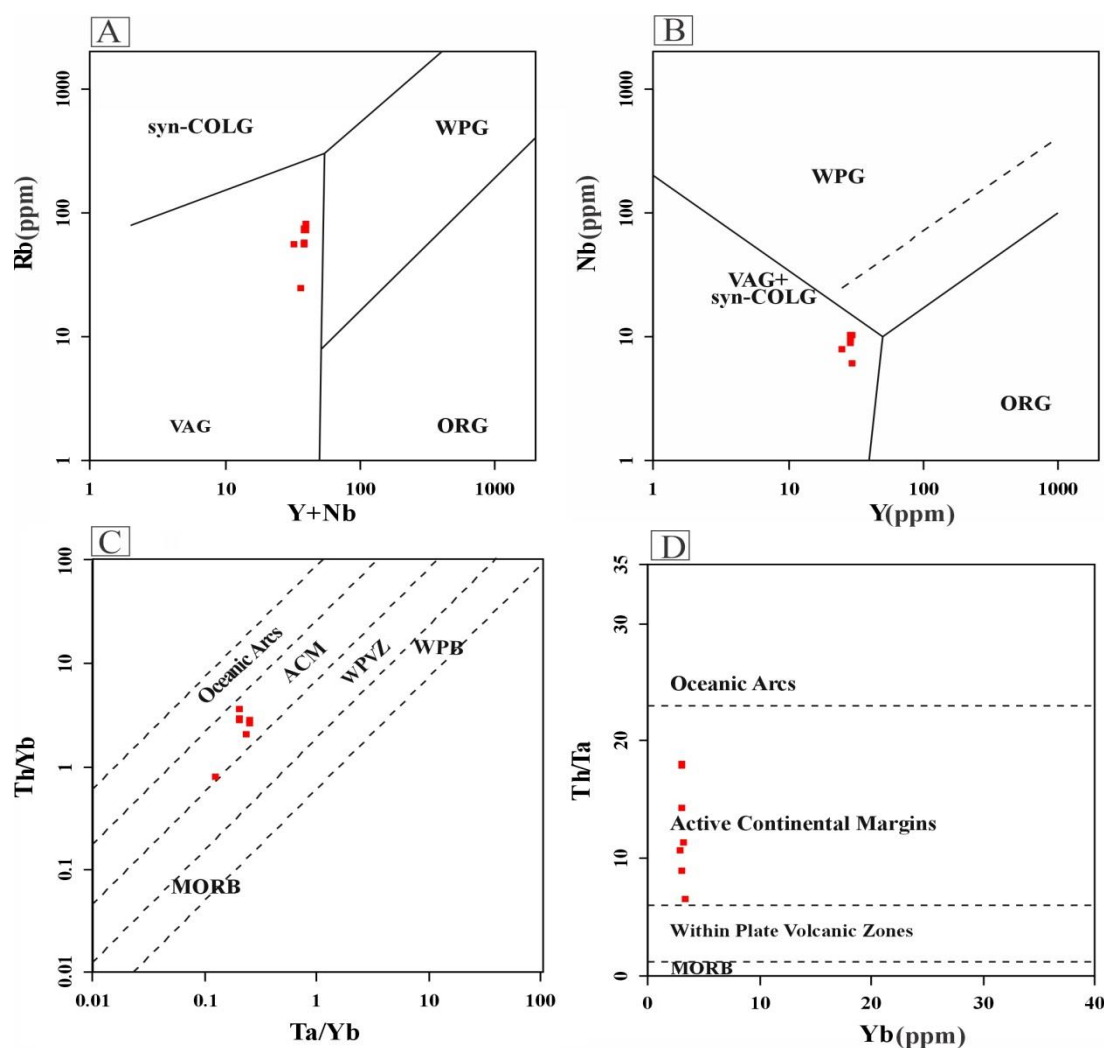 A
1000
100
10
1
Rb(ppm)
syn-COLG
WPG
VAG
ORG
1
10
100
1000
Y+Nb
B
1000
100
10
1
Nb(ppm)
WPG
VAG+
syn-COLG
ORG
1
10
100
1000
Y(ppm)
C
100
10
1
0.1
0.01
Th/Yb
Oceanic Arcs
ACM
WPVZ
WPB
MORB
0.01
0.1
1
10
100
Ta/Yb
D
35
30
20
10
0
Th/Ta
Oceanic Arcs
Active Continental Margins
Within Plate Volcanic Zones
MORB
0
10
20
30
40
Yb(ppm)